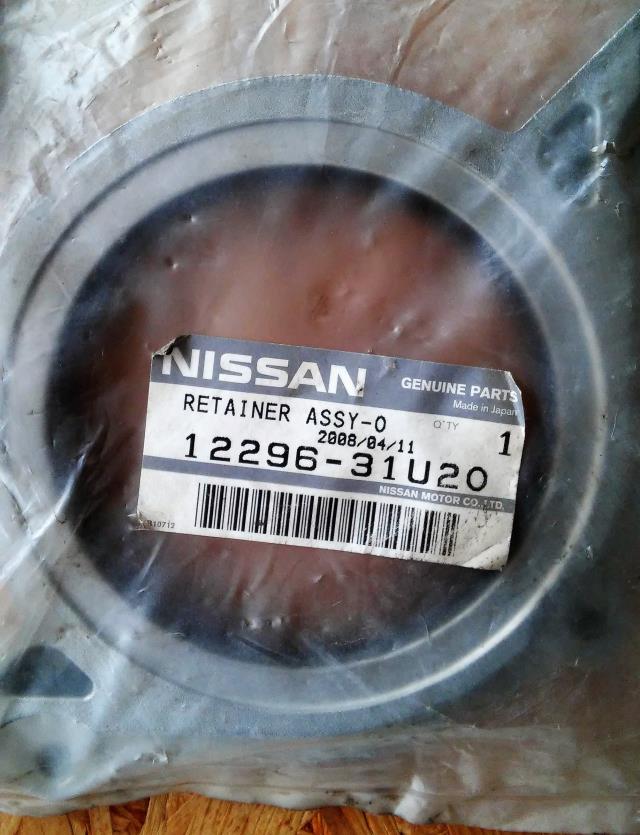 NISSAN
GENUINE PARTS
Made in Japan
RETAINER ASSY-O
Q'TY
1
2008/04/11
12296-31U20
NISSAN MOTOR CO.,LTD.